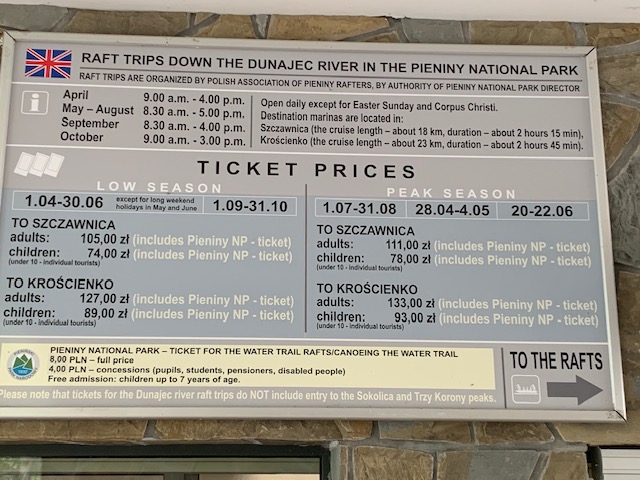 RAFT TRIPS DOWN THE DUNAJEC RIVER IN THE PIENINY NATIONAL PARK
RAFT TRIPS ARE ORGANIZED BY POLISH ASSOCIATION OF PIENINY RAFTERS, BY AUTHORITY OF PIENINY NATIONAL PARK DIRECTOR
April 9.00 a.m. - 4.00 p.m.
May – August 8.30 a.m. - 5.00 p.m.
September 8.30 a.m. - 4.00 p.m.
October 9.00 a.m. - 3.00 p.m.
Open daily except for Easter Sunday and Corpus Christi.
Destination marinas are located in:
Szczawnica (the cruise length – about 18 km, duration – about 2 hours 15 min),
Krościenko (the cruise length – about 23 km, duration – about 2 hours 45 min).
TICKET PRICES
LOW SEASON
1.04-30.06 except for long weekend
holidays in May and June 1.09-31.10
TO SZCZAWNICA
adults: 105,00 zł (includes Pieniny NP - ticket)
children: 74,00 zł (includes Pieniny NP - ticket)
(under 10 - individual tourists)
TO KROŚCIENKO
adults: 127,00 zł (includes Pieniny NP - ticket)
children: 89,00 zł (includes Pieniny NP - ticket)
(under 10 - individual tourists)
PEAK SEASON
1.07-31.08 28.04-4.05 20-22.06
TO SZCZAWNICA
adults: 111,00 zł (includes Pieniny NP - ticket)
children: 78,00 zł (includes Pieniny NP - ticket)
(under 10 - individual tourists)
TO KROŚCIENKO
adults: 133,00 zł (includes Pieniny NP - ticket)
children: 93,00 zł (includes Pieniny NP - ticket)
(under 10 - individual tourists)
PIENINY NATIONAL PARK – TICKET FOR THE WATER TRAIL RAFTS/CANOEING THE WATER TRAIL
8,00 PLN – full price
4,00 PLN – concessions (pupils, students, pensioners, disabled people)
Free admission: children up to 7 years of age.
TO THE RAFTS
Please note that tickets for the Dunajec river raft trips do NOT include entry to the Sokolica and Trzy Korony peaks.